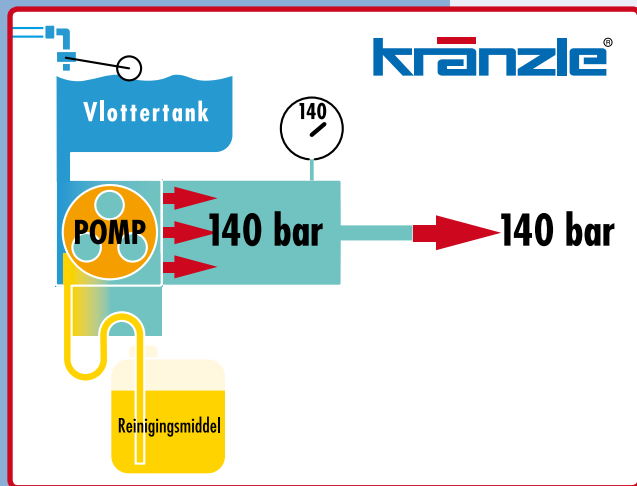 kränzle®
Vlottertank
140
POMP
140 bar
140 bar
Reinigingsmiddel